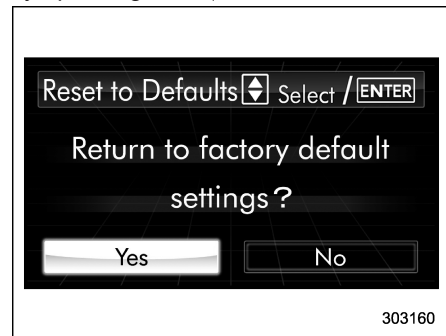 Reset to Defaults Select / ENTER
Return to factory default
settings?
Yes No
303160